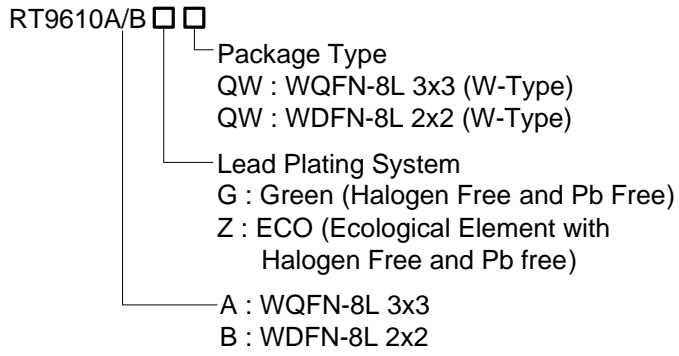 RT9610A/B
Package Type
QW : WQFN-8L 3x3 (W-Type)
QW : WDFN-8L 2x2 (W-Type)
Lead Plating System
G : Green (Halogen Free and Pb Free)
Z : ECO (Ecological Element with
Halogen Free and Pb free)
A : WQFN-8L 3x3
B : WDFN-8L 2x2